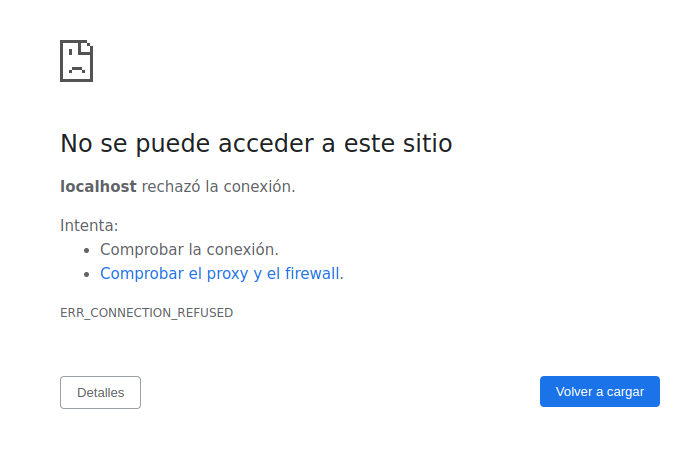 No se puede acceder a este sitio
localhost rechazó la conexión.
Intenta:
Comprobar la conexión.
Comprobar el proxy y el firewall.
ERR_CONNECTION_REFUSED
Detalles
Volver a cargar